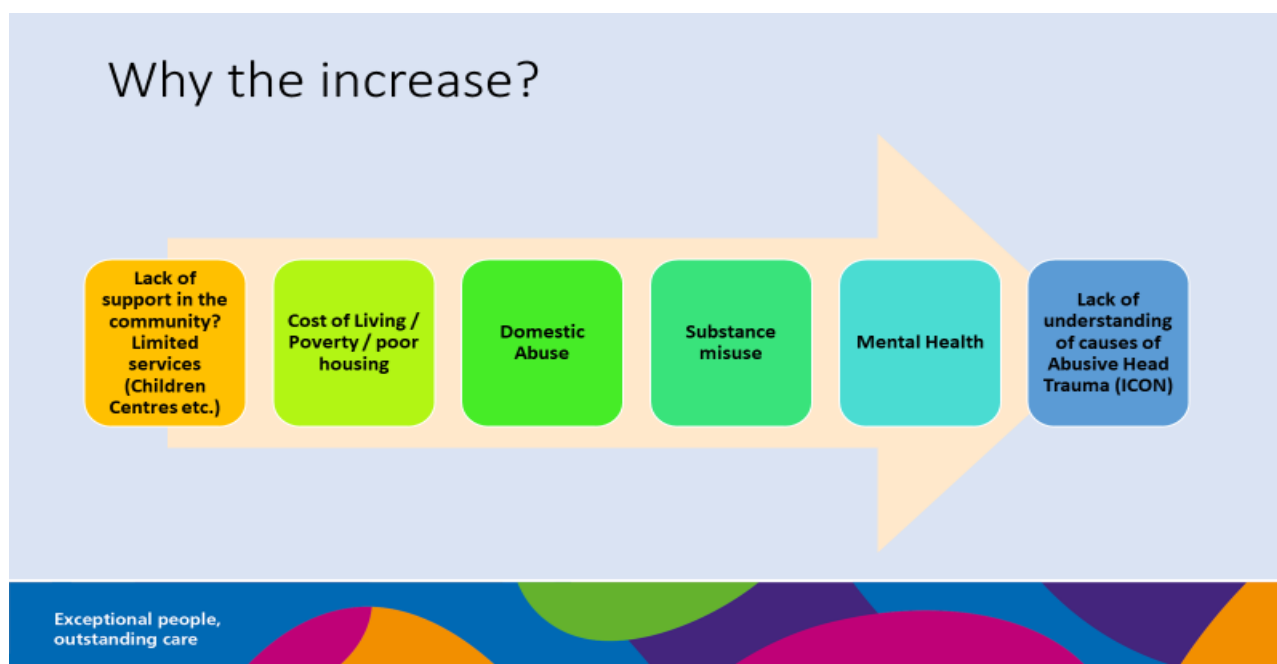 Why the increase?
Lack of
support in the
community?
Limited
services
(Children
Centres etc.)
Cost of Living /
Poverty / poor
housing
Domestic
Abuse
Substance
misuse
Mental Health
Lack of
understanding
of causes of
Abusive Head
Trauma (ICON)
Exceptional people,
outstanding care